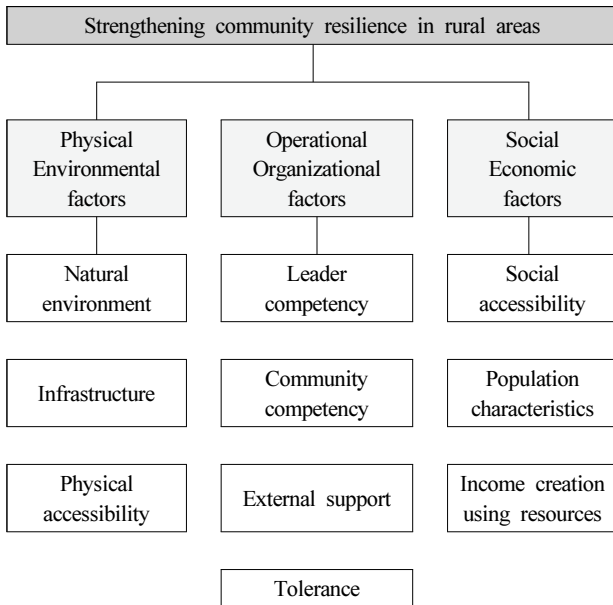 Strengthening community resilience in rural areas
Physical
Environmental
factors
Operational
Organizational
factors
Social
Economic
factors
Natural
environment
Leader
competency
Social
accessibility
Infrastructure
Community
competency
Population
characteristics
Physical
accessibility
External support
Income creation
using resources
Tolerance